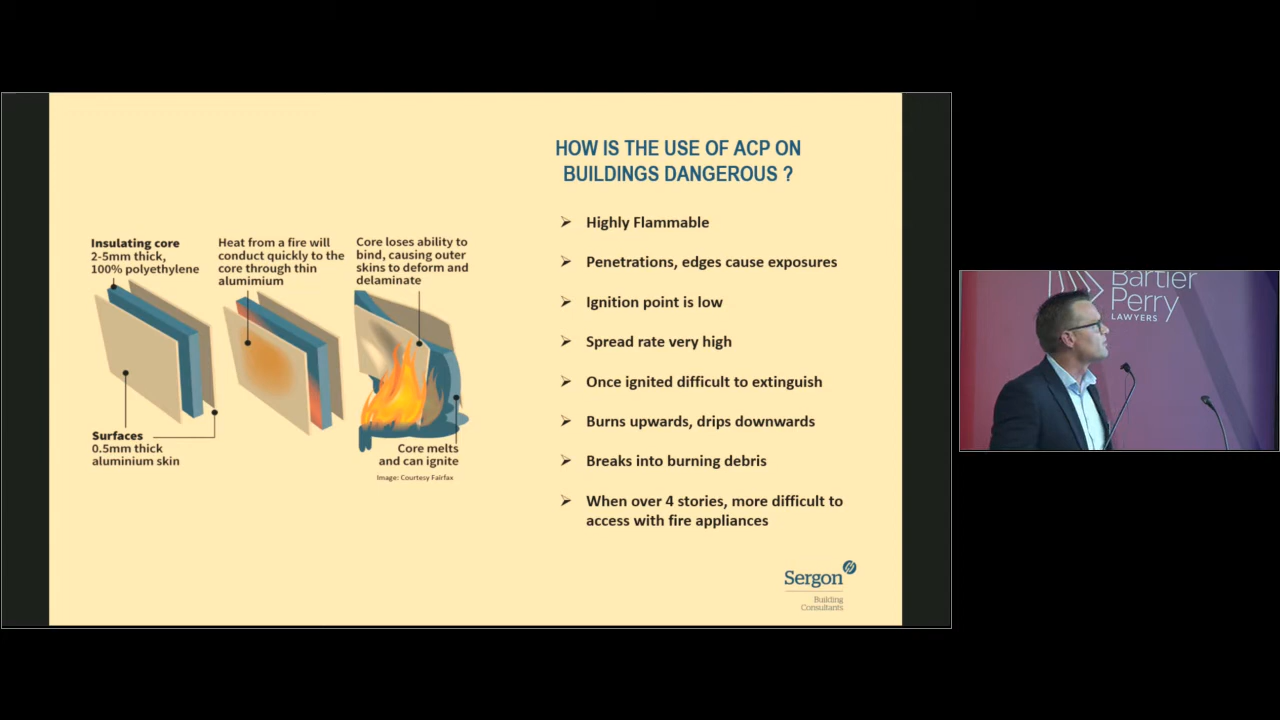 HOW IS THE USE OF ACP ON
BUILDINGS DANGEROUS ?
Insulating core
2-5mm thick,
100% polyethylene
Heat from a fire will
conduct quickly to the
core through thin
alumimium
Core loses ability to
bind, causing outer
skins to deform and
delaminate
Surfaces
0.5mm thick
aluminium skin
Core melts
and can ignite
Image: Courtesy Fairfax
➢ Highly Flammable
➢ Penetrations, edges cause exposures
➢ Ignition point is low
➢ Spread rate very high
➢ Once ignited difficult to extinguish
➢ Burns upwards, drips downwards
➢ Breaks into burning debris
➢ When over 4 stories, more difficult to
access with fire appliances
Sergon
Building
Consultants
Bartier
Perry
LAWYERS